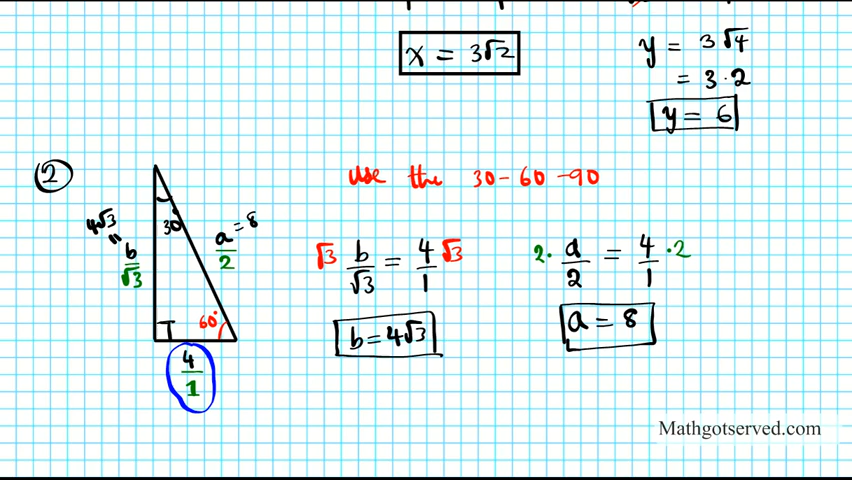 x = 3√2
y = 3√4
= 3·2
y = 6
2
use the 30-60-90
4√3
=
b/√3
30°
a/2 = 8
60°
4/1
√3 b/√3 = 4/1 √3
b = 4√3
2· a/2 = 4/1 ·2
a = 8
Mathgotserved.com